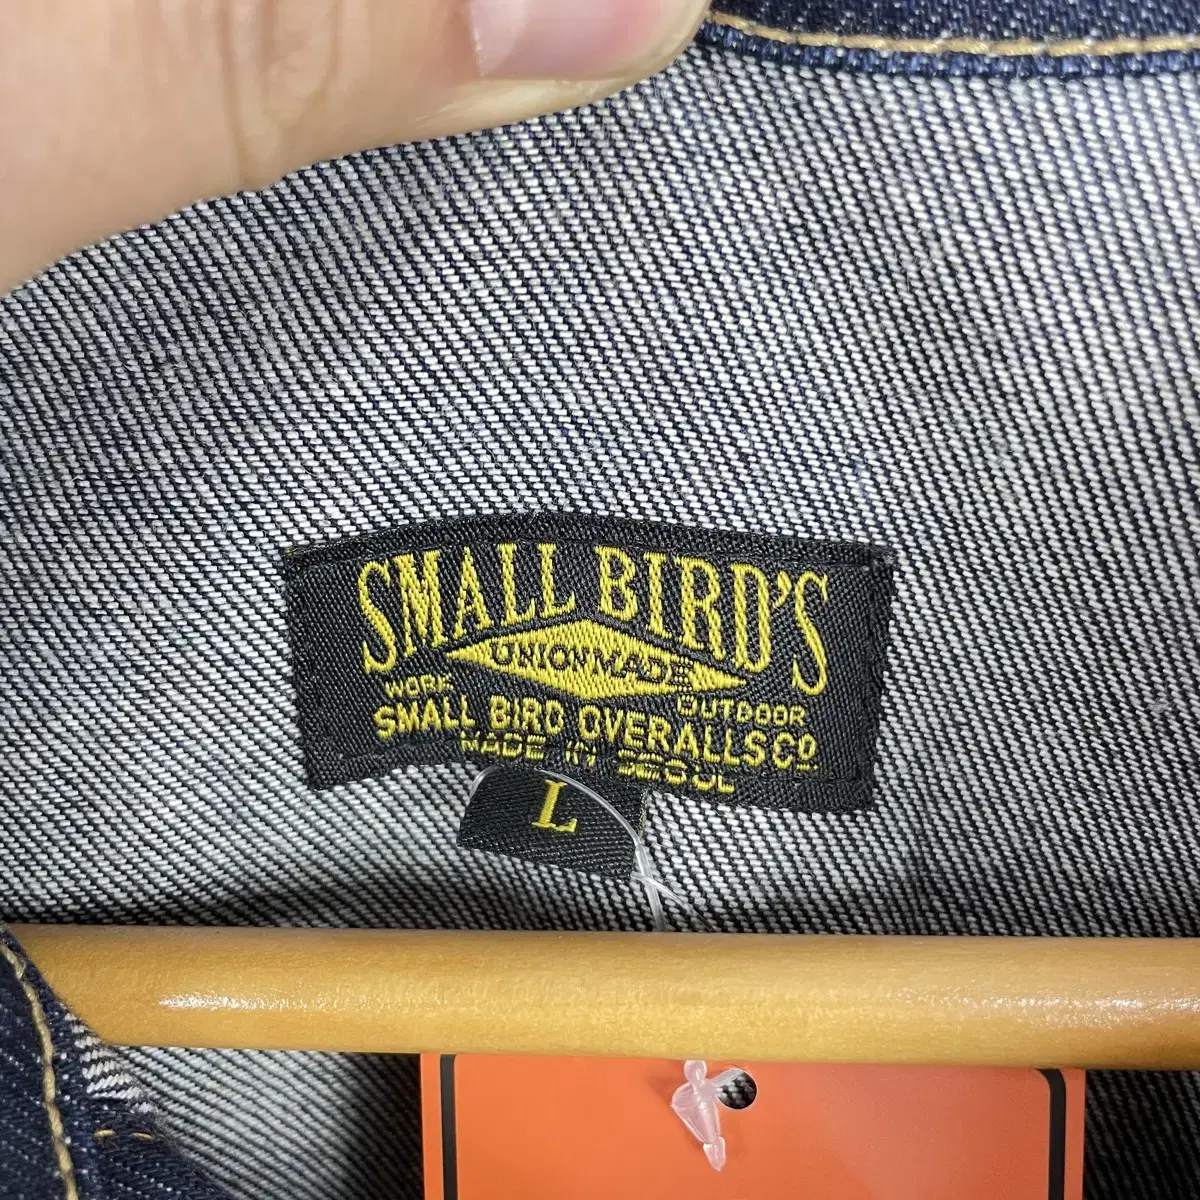 SMALL BIRD'S
UNION MADE
WORK OUTDOOR
SMALL BIRD OVERALLS CO
MADE IN SEOUL
L